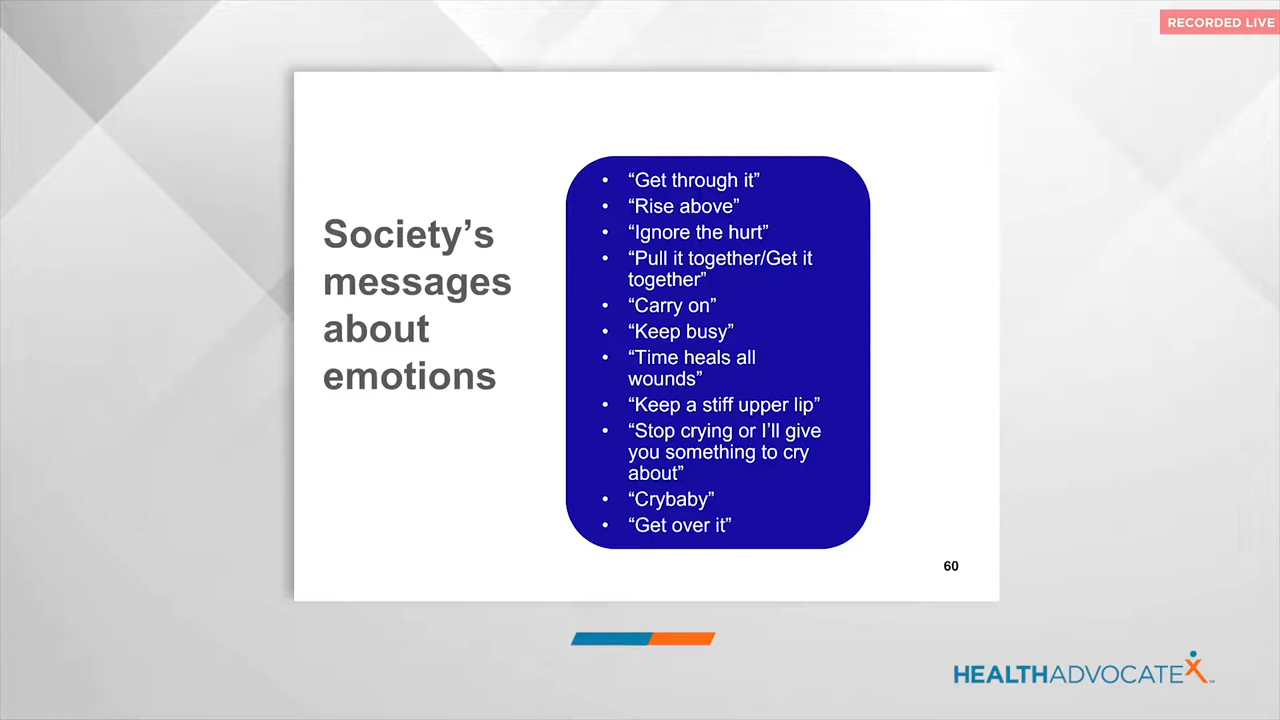 RECORDED LIVE
Society’s
messages
about
emotions
• “Get through it”
• “Rise above”
• “Ignore the hurt”
• “Pull it together/Get it
together”
• “Carry on”
• “Keep busy”
• “Time heals all
wounds”
• “Keep a stiff upper lip”
• “Stop crying or I’ll give
you something to cry
about”
• “Crybaby”
• “Get over it”
60
HEALTHADVOCATEX™